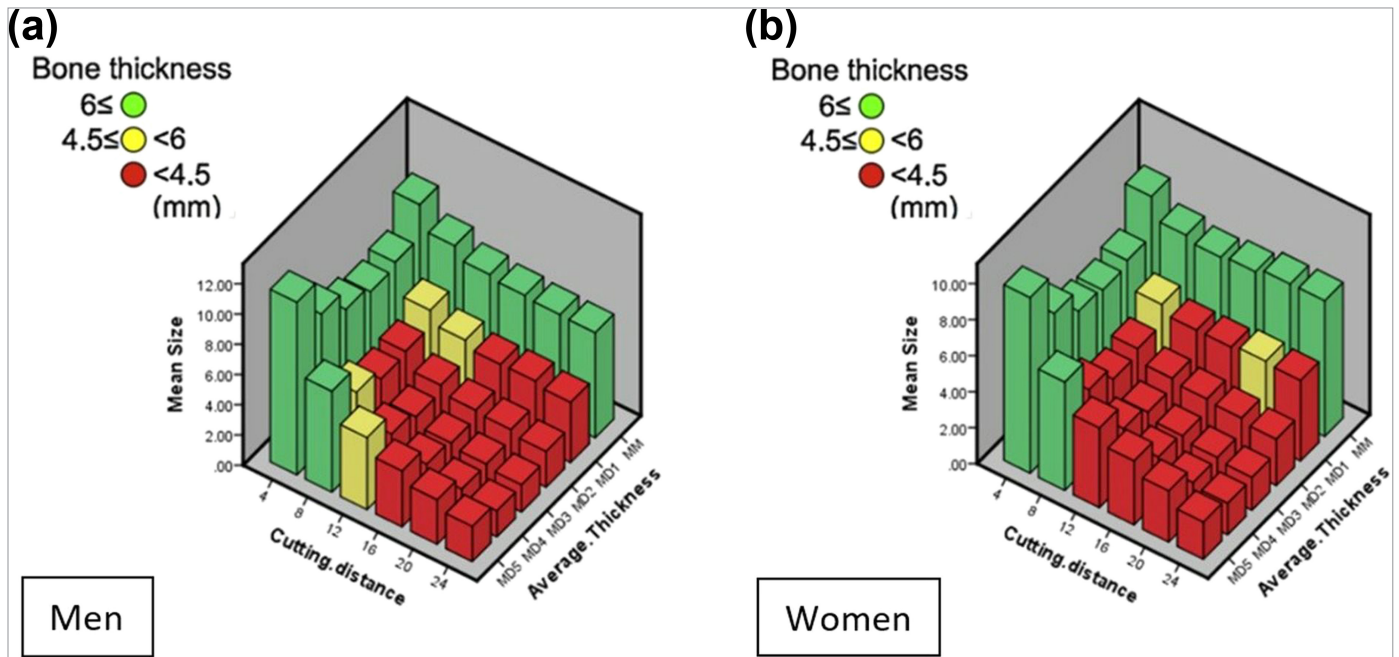 (a)
Bone thickness
6≤
4.5≤ <6
<4.5
(mm)
12.00
10.00
8.00
6.00
4.00
2.00
.00
Mean Size
4
8
12
16
20
24
Cutting.distance
MD5
MD4
MD3
MD2
MD1
MM
Average.Thickness
Men
(b)
Bone thickness
6≤
4.5≤ <6
<4.5
(mm)
10.00
8.00
6.00
4.00
2.00
.00
Mean Size
4
8
12
16
20
24
Cutting.distance
MD5
MD4
MD3
MD2
MD1
MM
Average.Thickness
Women